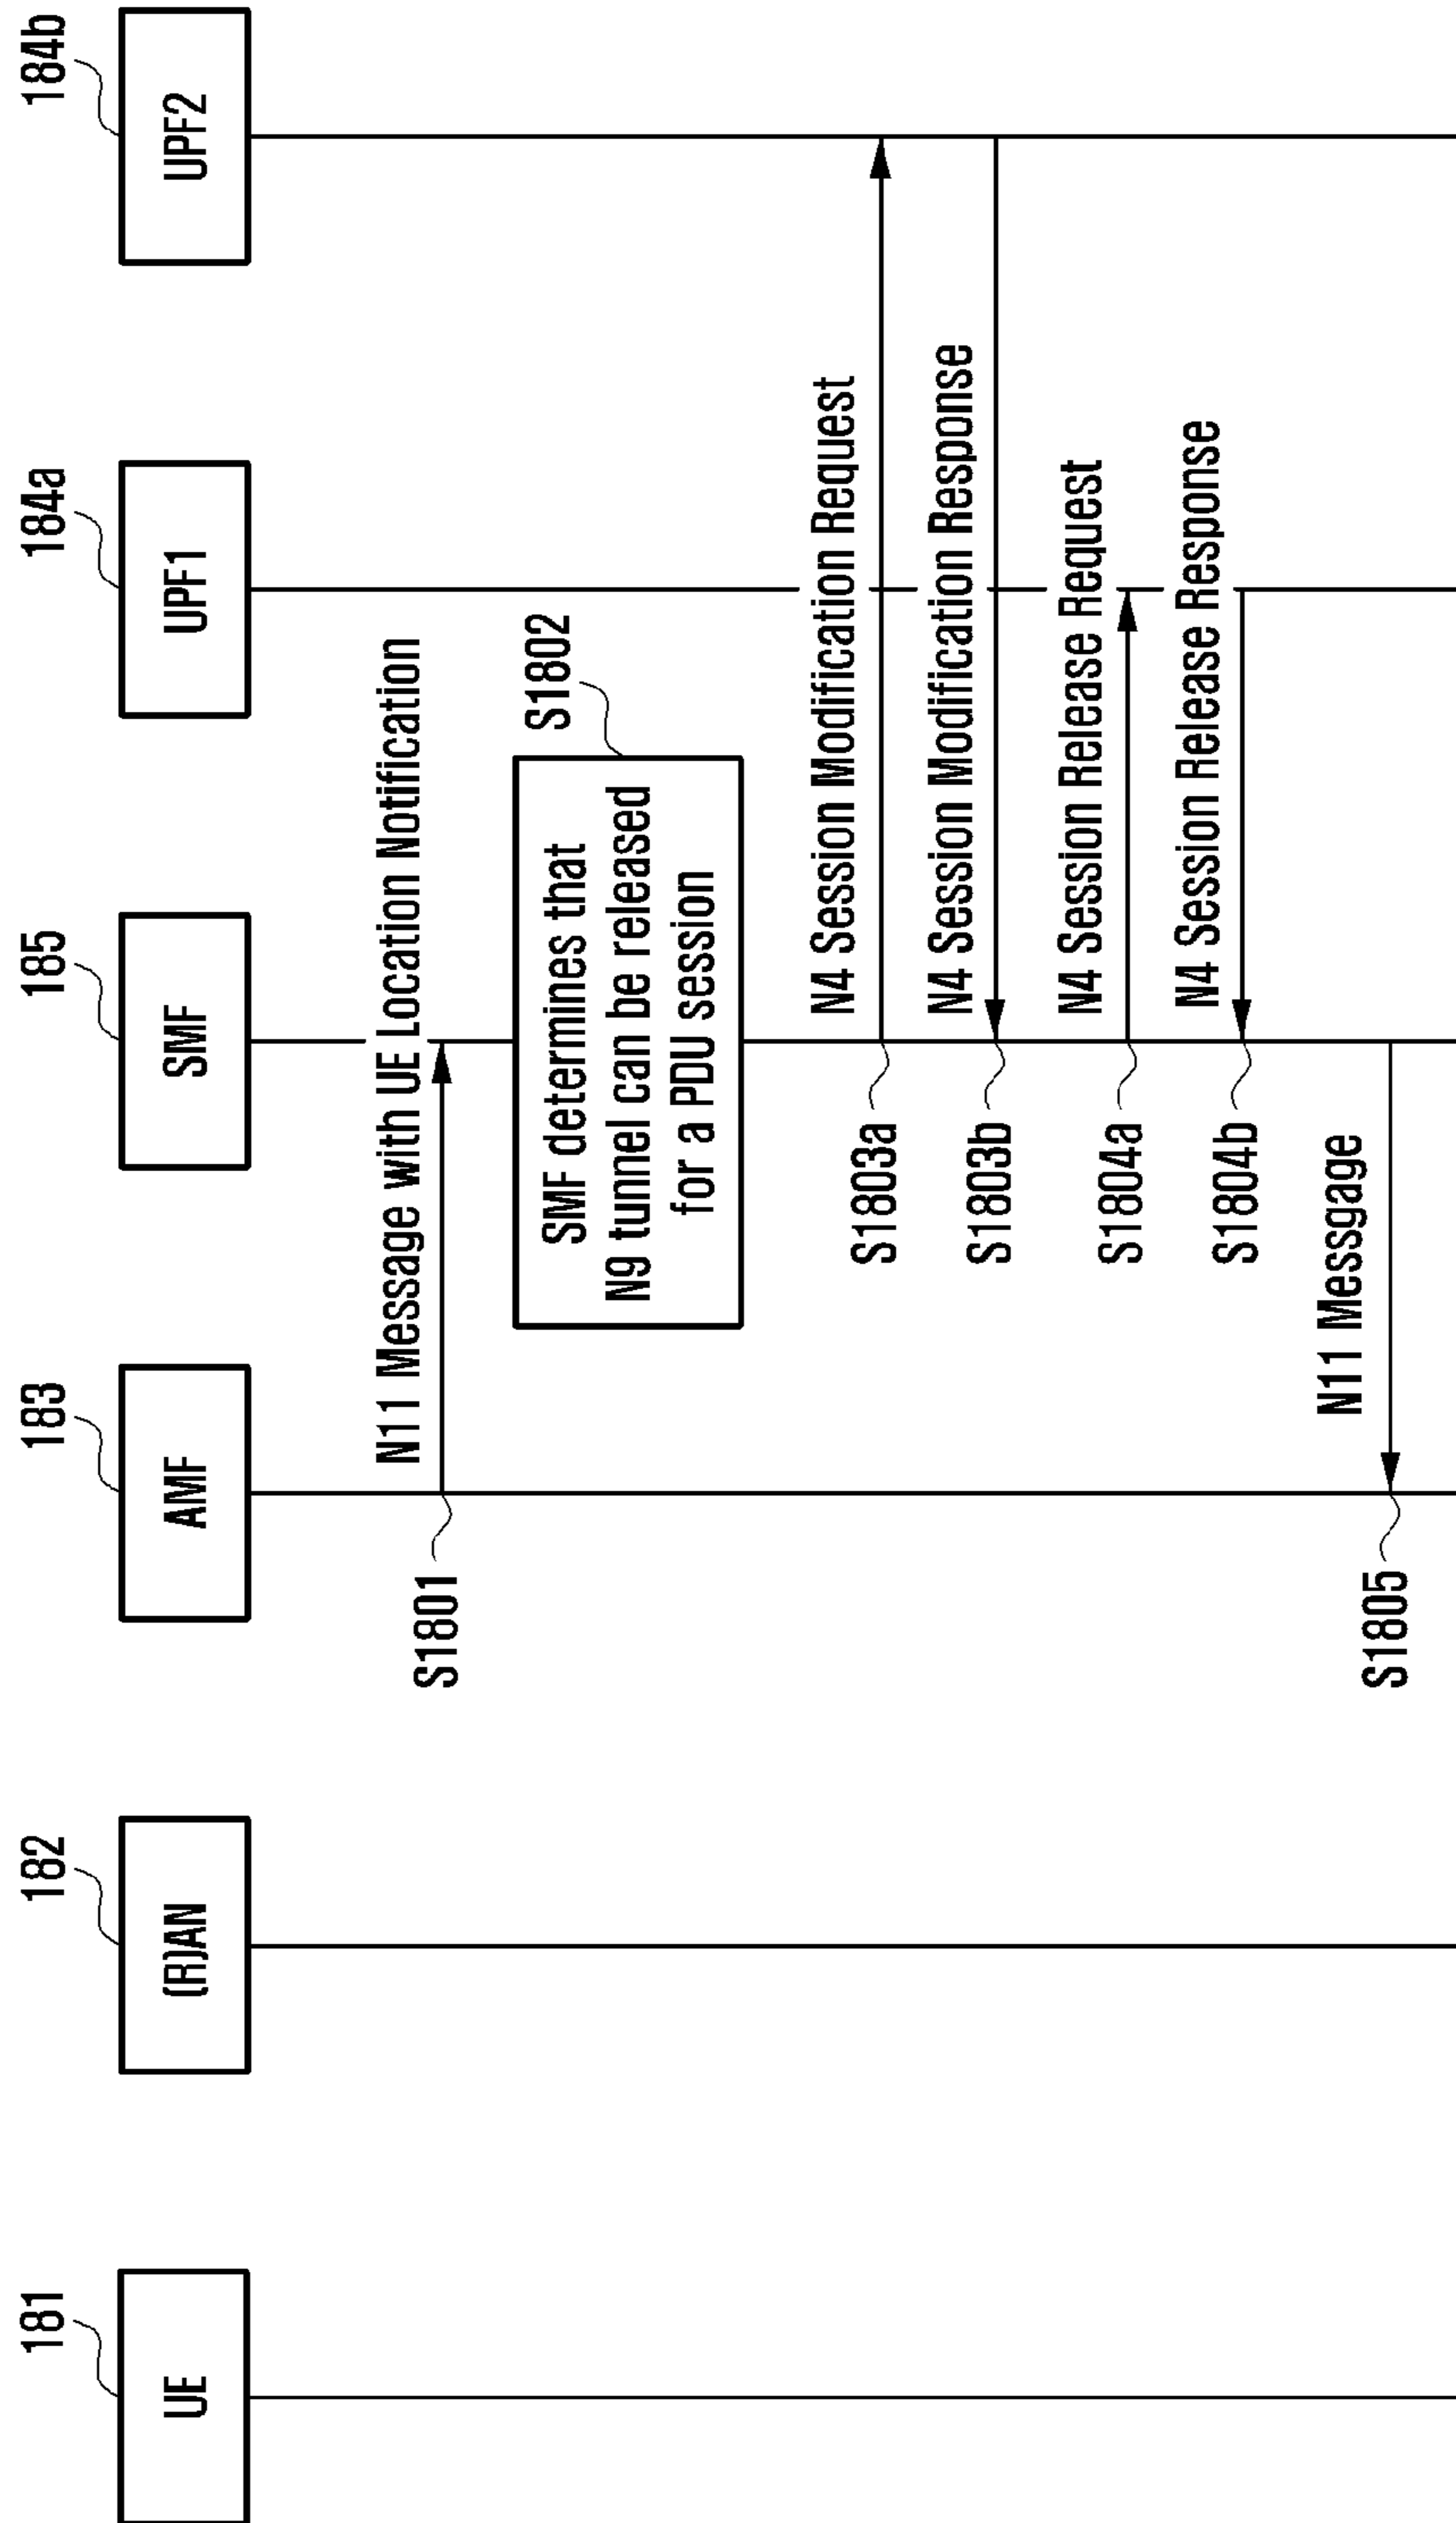 181
182
183
185
184a
184b
UE
(R)AN
AMF
SMF
UPF1
UPF2
N11 Message with UE Location Notification
S1801
S1802
SMF determines that
N9 tunnel can be released
for a PDU session
N4 Session Modification Request
S1803a
N4 Session Modification Response
S1803b
N4 Session Release Request
S1804a
N4 Session Release Response
S1804b
N11 Messgage
S1805